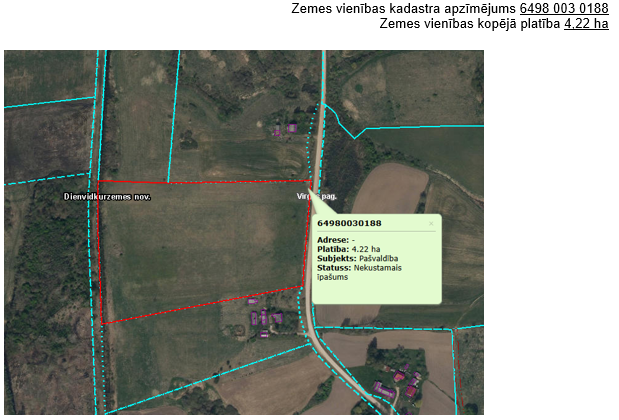 Zemes vienības kadastra apzīmējums 6498 003 0188
Zemes vienības kopējā platība 4,22 ha
Dienvidkurzemes nov.
pag.
64980030188
×
Adrese: -
Platība: 4.22 ha
Subjekts: Pašvaldība
Statuss: Nekustamais
īpašums